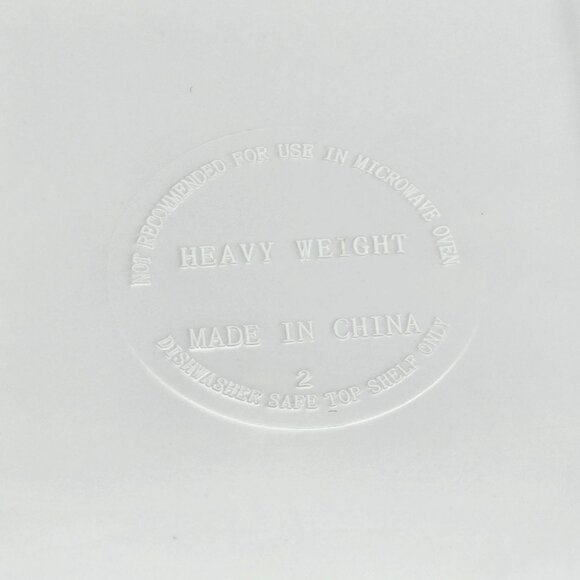 NOT RECOMMENDED FOR USE IN MICROWAVE OVEN
HEAVY WEIGHT
MADE IN CHINA
2
DISHWASHER SAFE TOP SHELF ONLY